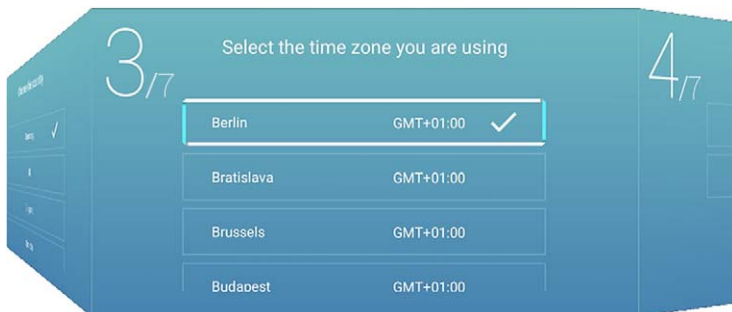 3/7
Select the time zone you are using
4/7
Berlin GMT+01:00
Bratislava GMT+01:00
Brussels GMT+01:00
Budapest GMT+01:00